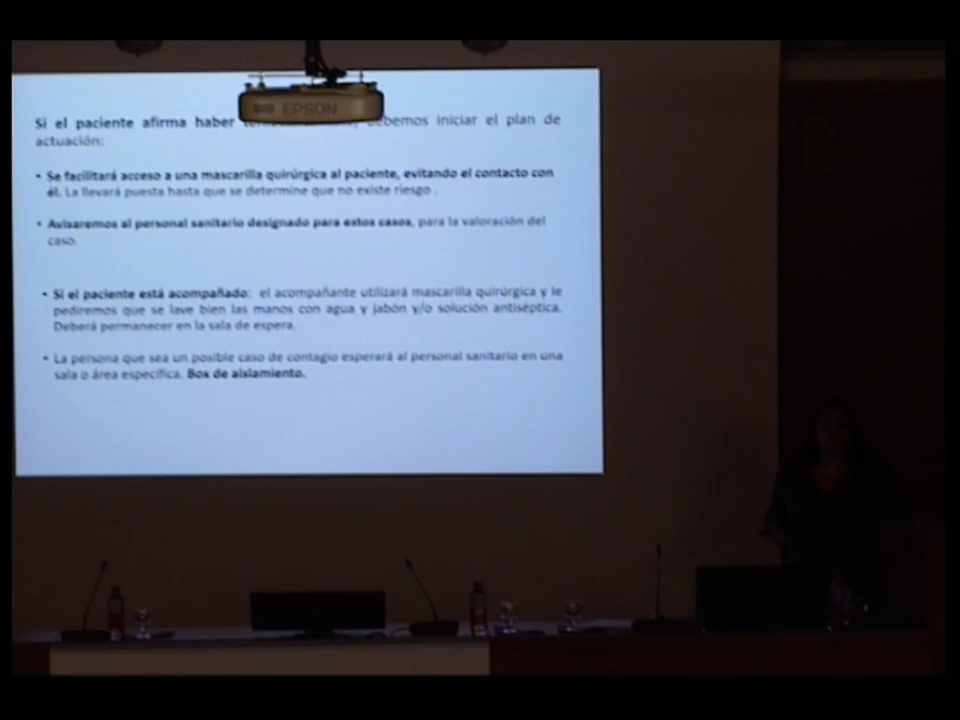 EPSON
Si el paciente afirma haber debemos iniciar el plan de
actuación:
• Se facilitará acceso a una mascarilla quirúrgica al paciente, evitando el contacto con
él. La llevará puesta hasta que se determine que no existe riesgo .
• Avisaremos al personal sanitario designado para estos casos, para la valoración del
caso.
• Si el paciente está acompañado: el acompañante utilizará mascarilla quirúrgica y le
pediremos que se lave bien las manos con agua y jabón y/o solución antiséptica.
Deberá permanecer en la sala de espera.
• La persona que sea un posible caso de contagio esperará al personal sanitario en una
sala o área específica. Box de aislamiento.